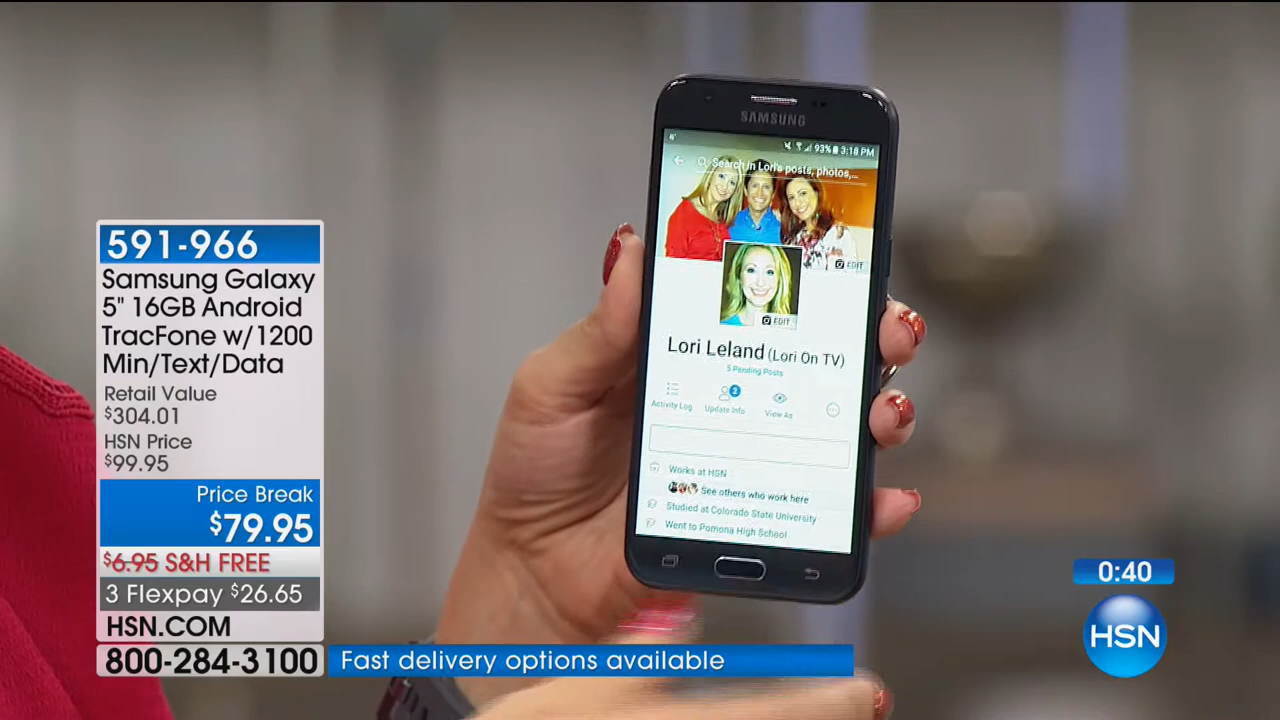 591-966
Samsung Galaxy
5" 16GB Android
TracFone w/1200
Min/Text/Data
Retail Value
$304.01
HSN Price
$99.95
Price Break
$79.95
$6.95 S&H FREE
3 Flexpay $26.65
HSN.COM
800-284-3100
Fast delivery options available
SAMSUNG
93% 3:18 PM
Search in Lori's posts, photos,...
EDIT
EDIT
Lori Leland (Lori On TV)
5 Pending Posts
2
Activity Log Update Info View As
Works at HSN
See others who work here
Studied at Colorado State University
Went to Pomona High School
0:40
HSN